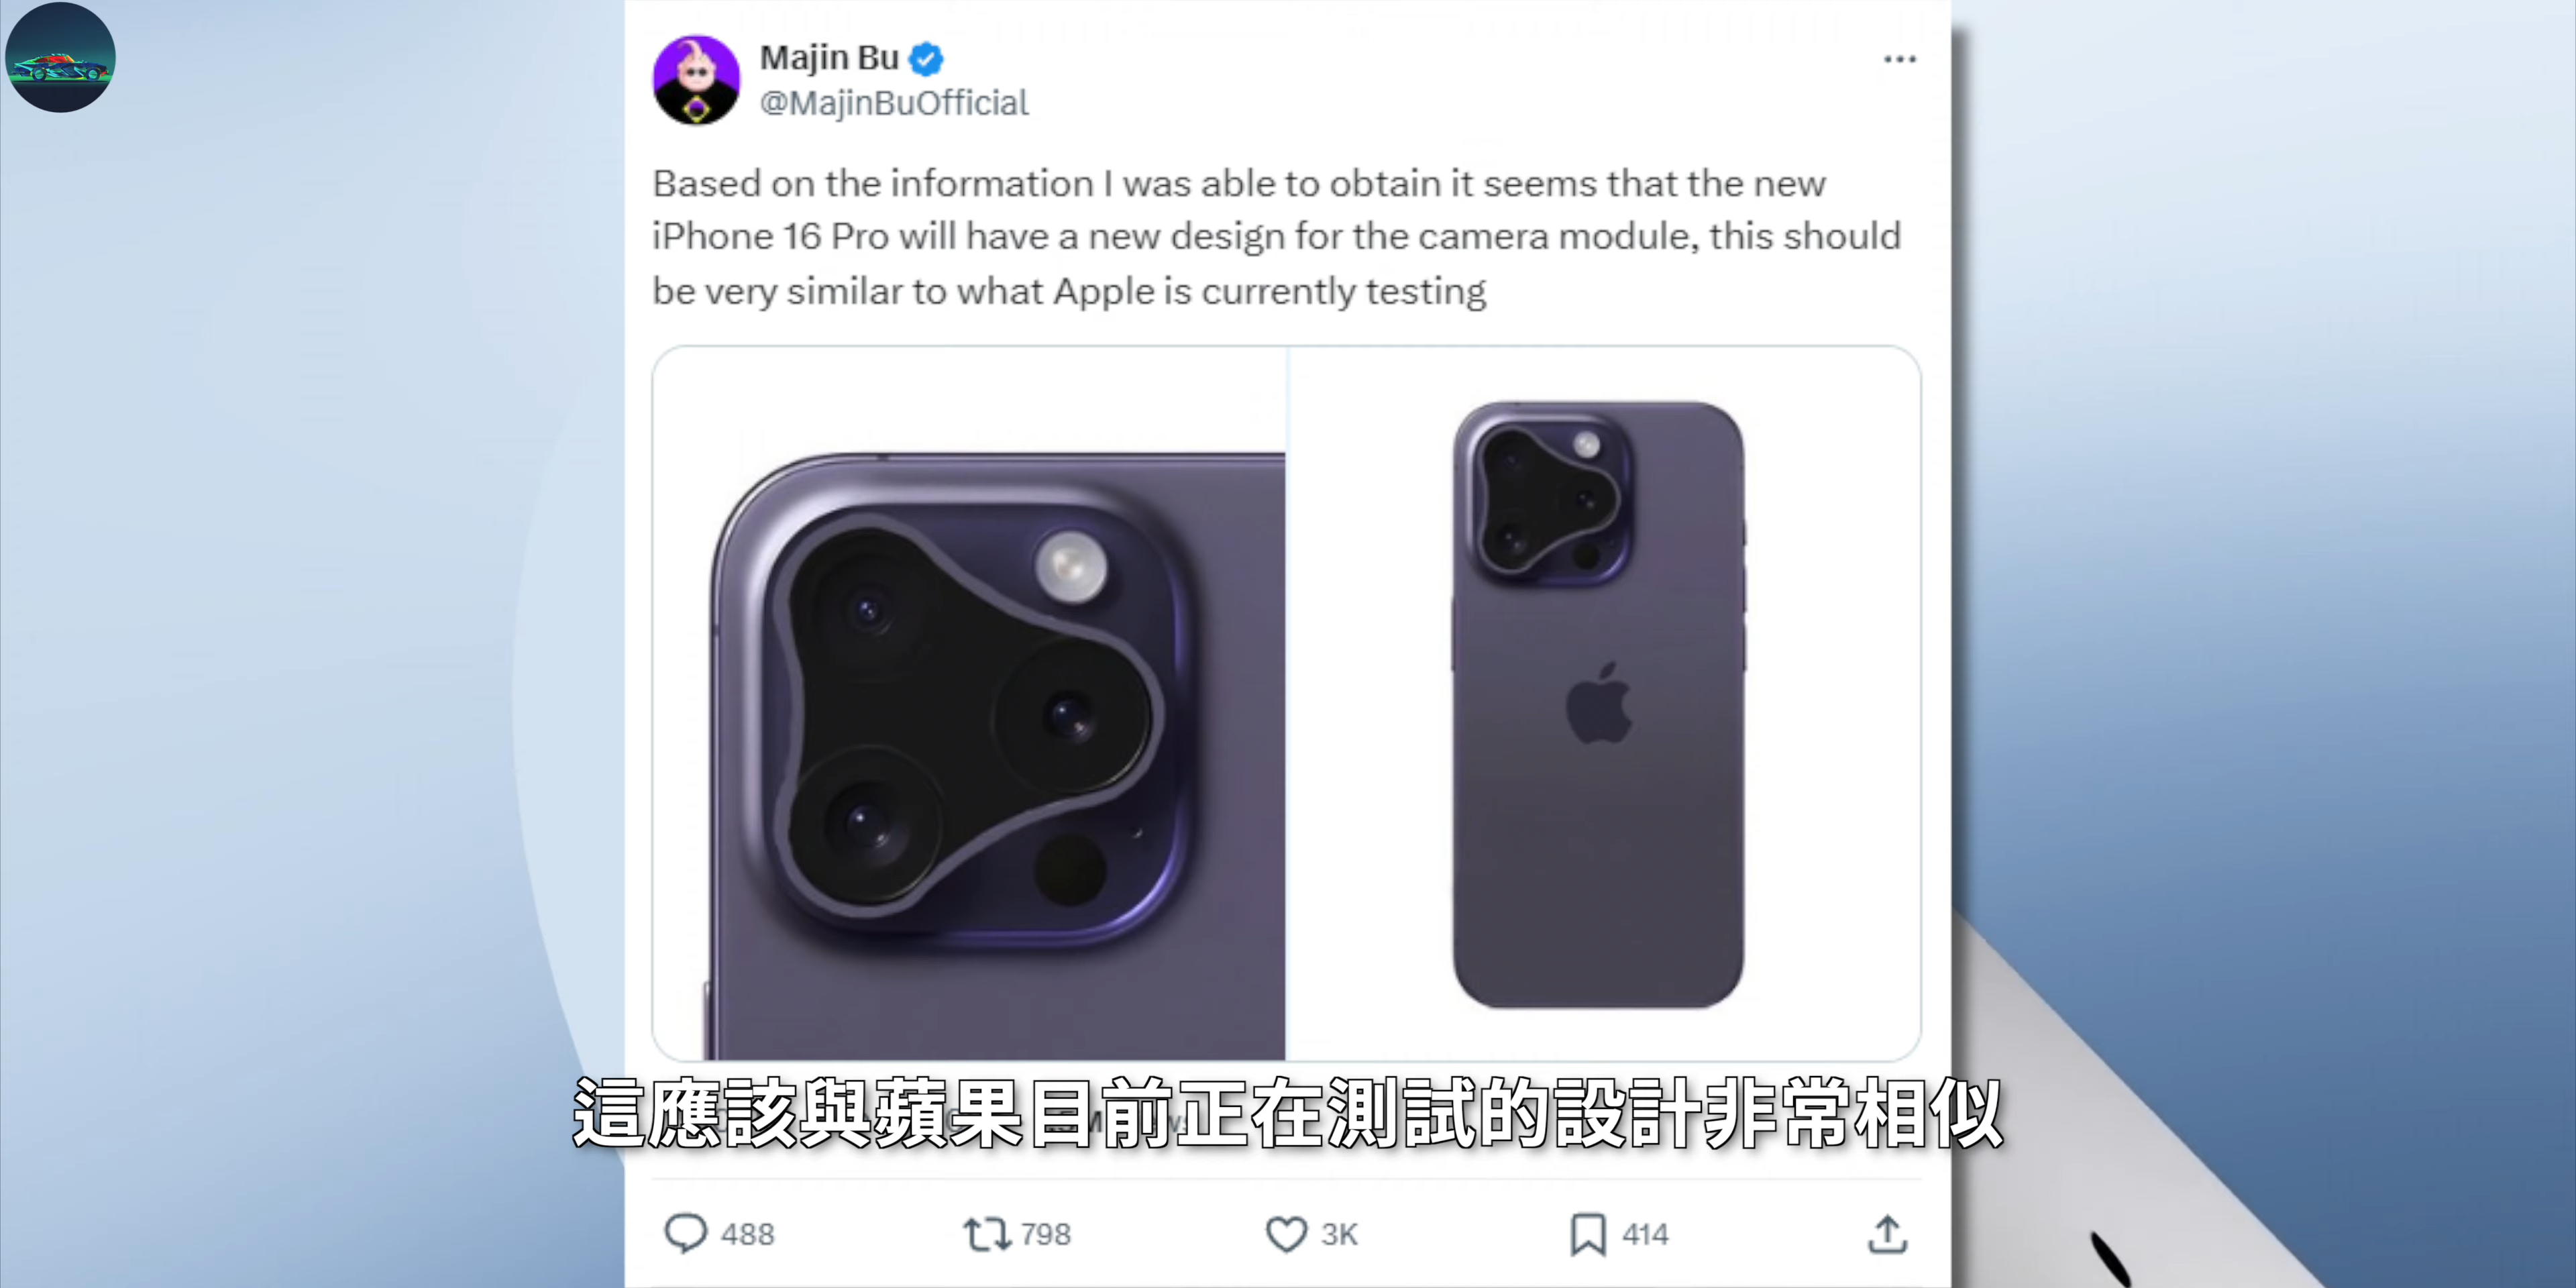 Majin Bu
@MajinBuOfficial
Based on the information I was able to obtain it seems that the new
iPhone 16 Pro will have a new design for the camera module, this should
be very similar to what Apple is currently testing
這應該與蘋果目前正在測試的設計非常相似
488 798 3K 414